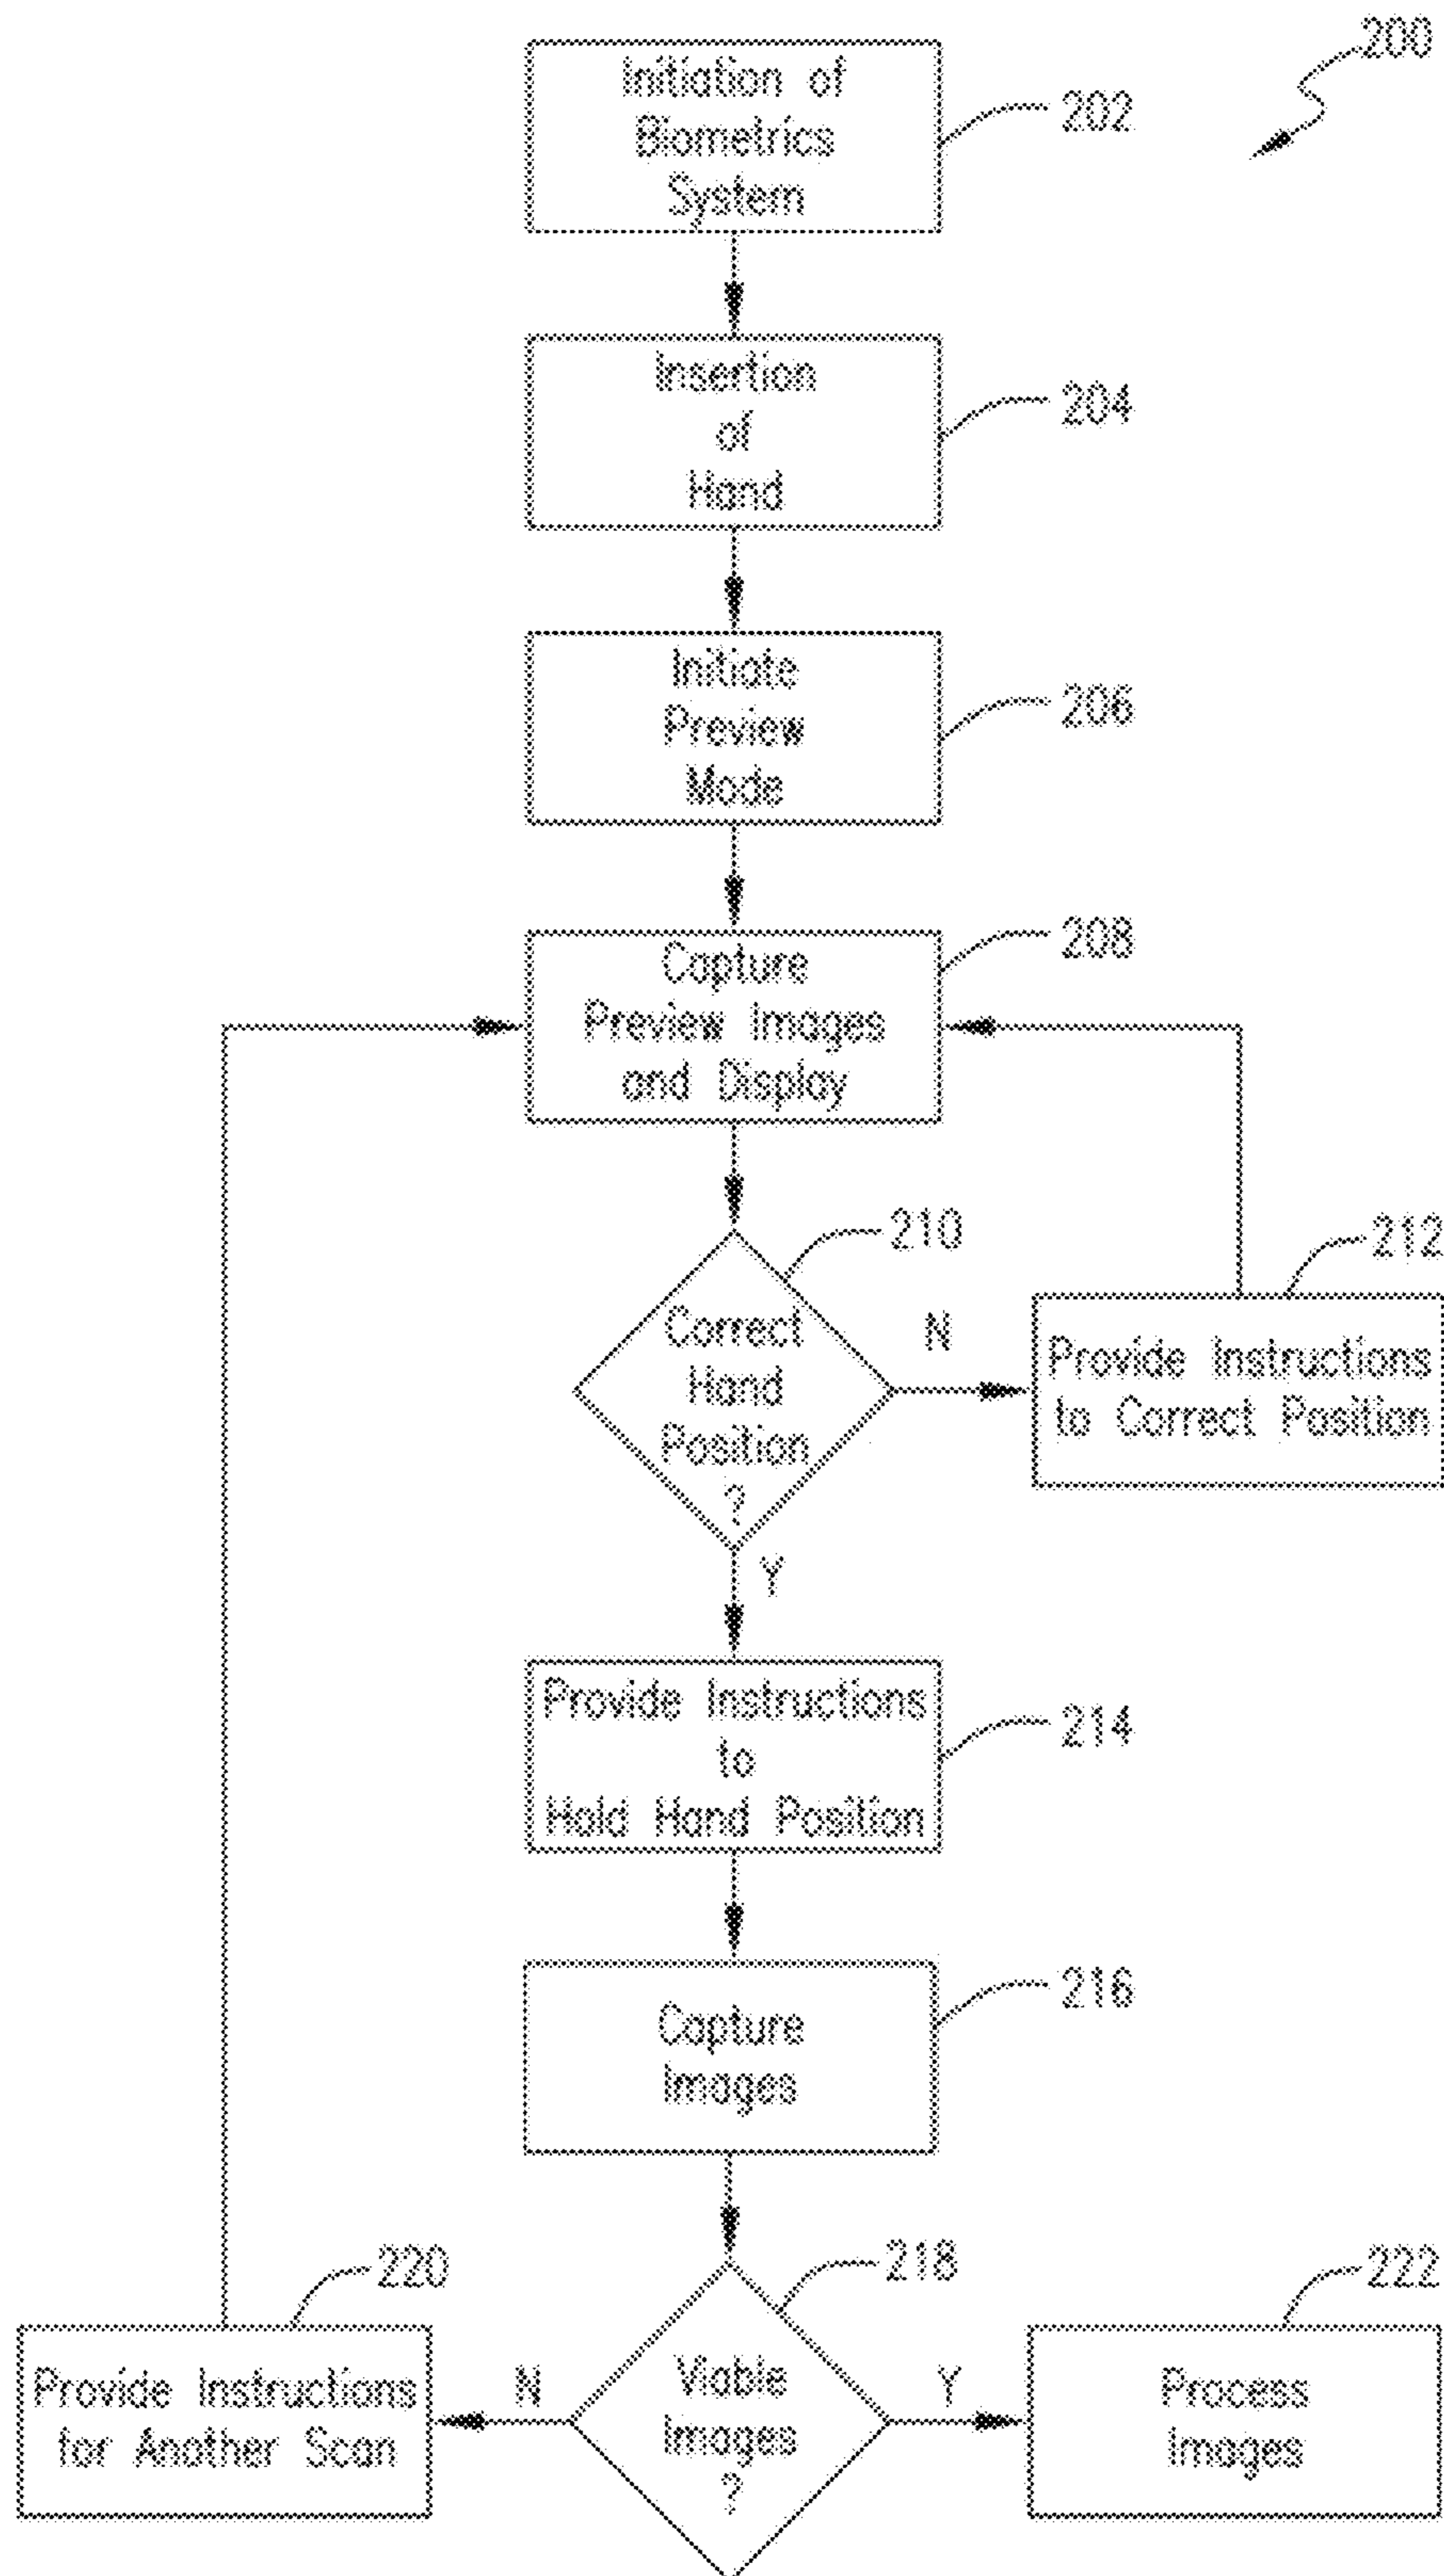 200
Initiation of
Biometrics
System
202
Insertion
of
Hand
204
Initiate
Preview
Mode
206
Capture
Preview Images
and Display
208
Correct
Hand
Position
?
210
N
Provide Instructions
to Correct Position
212
Y
Provide Instructions
to
Hold Hand Position
214
Capture
Images
216
Viable
Images
?
218
N
Provide Instructions
for Another Scan
220
Y
Process
Images
222